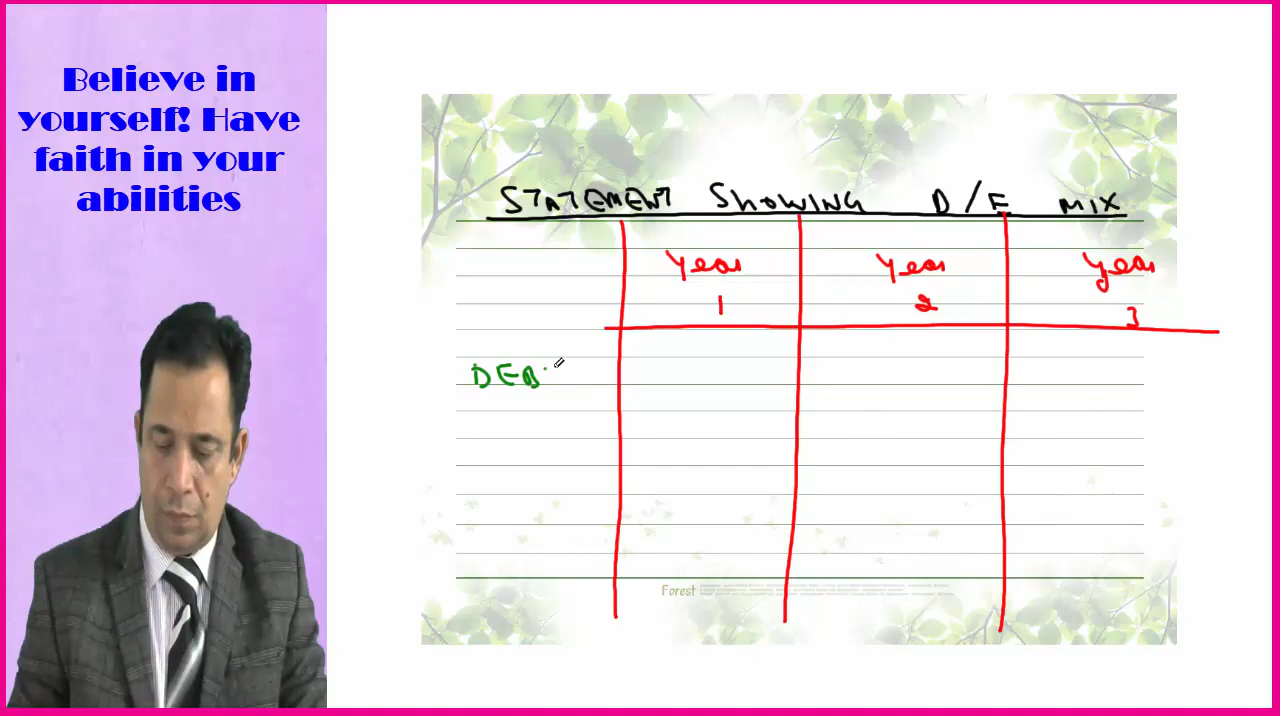 Believe in
yourself! Have
faith in your
abilities
STATEMENT SHOWING D/E MIX
Year Year Year
1 2 3
DEB
Forest